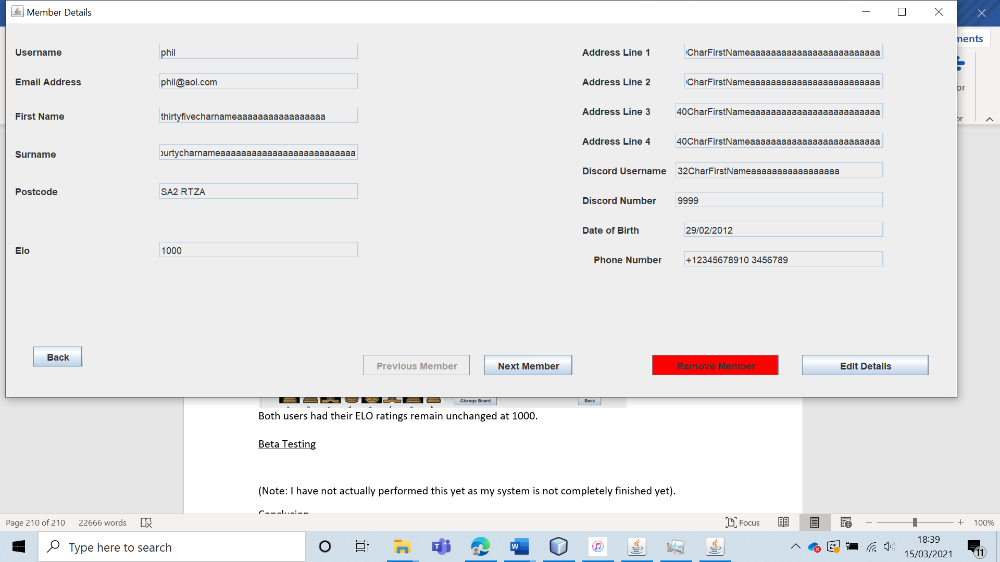 Member Details
ments
or
or
Username
phil
Email Address
phil@aol.com
First Name
thirtyfivecharnameaaaaaaaaaaaaaaaaa
Surname
ourtycharnameaaaaaaaaaaaaaaaaaaaaaaaaaa
Postcode
SA2 RTZA
Elo
1000
Address Line 1
CharFirstNameaaaaaaaaaaaaaaaaaaaaaaaaa
Address Line 2
CharFirstNameaaaaaaaaaaaaaaaaaaaaaaaaa
Address Line 3
40CharFirstNameaaaaaaaaaaaaaaaaaaaaaaaaa
Address Line 4
40CharFirstNameaaaaaaaaaaaaaaaaaaaaaaaaa
Discord Username
32CharFirstNameaaaaaaaaaaaaaaaaa
Discord Number
9999
Date of Birth
29/02/2012
Phone Number
+12345678910 3456789
Back
Previous Member
Next Member
Remove Member
Edit Details
Change Board
Back
Both users had their ELO ratings remain unchanged at 1000.
Beta Testing
(Note: I have not actually performed this yet as my system is not completely finished yet).
Conclusion
Page 210 of 210
22666 words
Focus
100%
Type here to search
18:39
15/03/2021
11